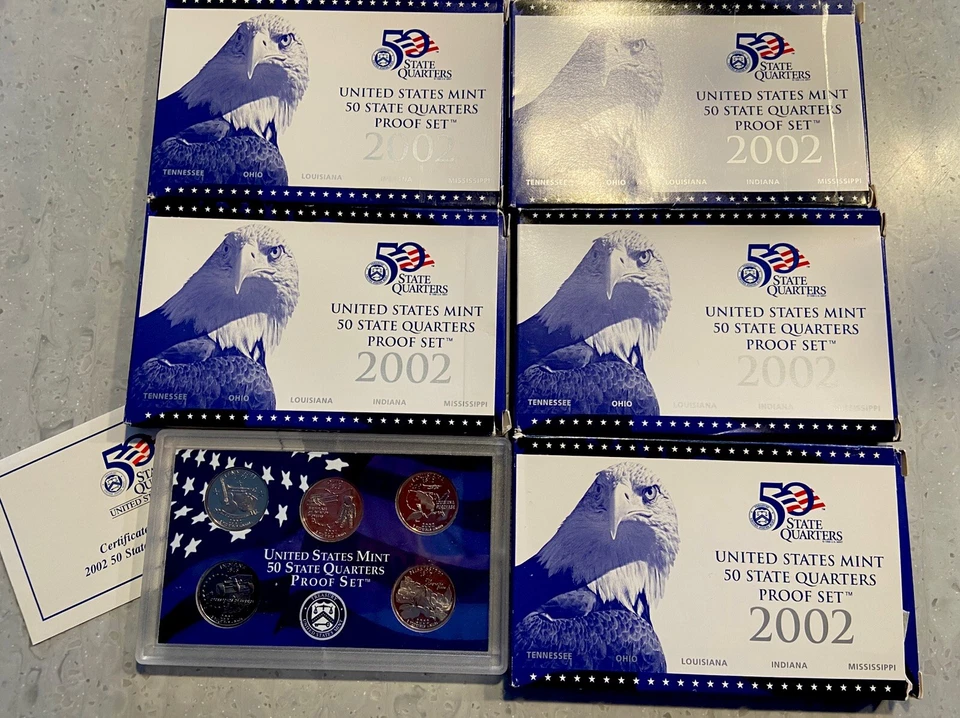 50
STATE
QUARTERS
UNITED STATES MINT
50 STATE QUARTERS
PROOF SET™
200
TENNESSEE OHIO LOUISIANA INDIANA MISSISSIPPI
50
STATE
QUARTERS
UNITED STATES MINT
50 STATE QUARTERS
PROOF SET™
2002
TENNESSEE OHIO LOUISIANA INDIANA MISSISSIPPI
50
STATE
QUARTERS
UNITED STATES MINT
50 STATE QUARTERS
PROOF SET™
2002
TENNESSEE OHIO LOUISIANA INDIANA MISSISSIPPI
50
STATE
QUARTERS
UNITED STATES MINT
50 STATE QUARTERS
PROOF SET™
2002
TENNESSEE OHIO LOUISIANA INDIANA MISSISSIPPI
50
STA
QUA
UNITED S
Certificate
2002 50 State
UNITED STATES MINT
50 STATE QUARTERS
PROOF SET™
50
STATE
QUARTERS
UNITED STATES MINT
50 STATE QUARTERS
PROOF SET™
2002
TENNESSEE OHIO LOUISIANA INDIANA MISSISSIPPI